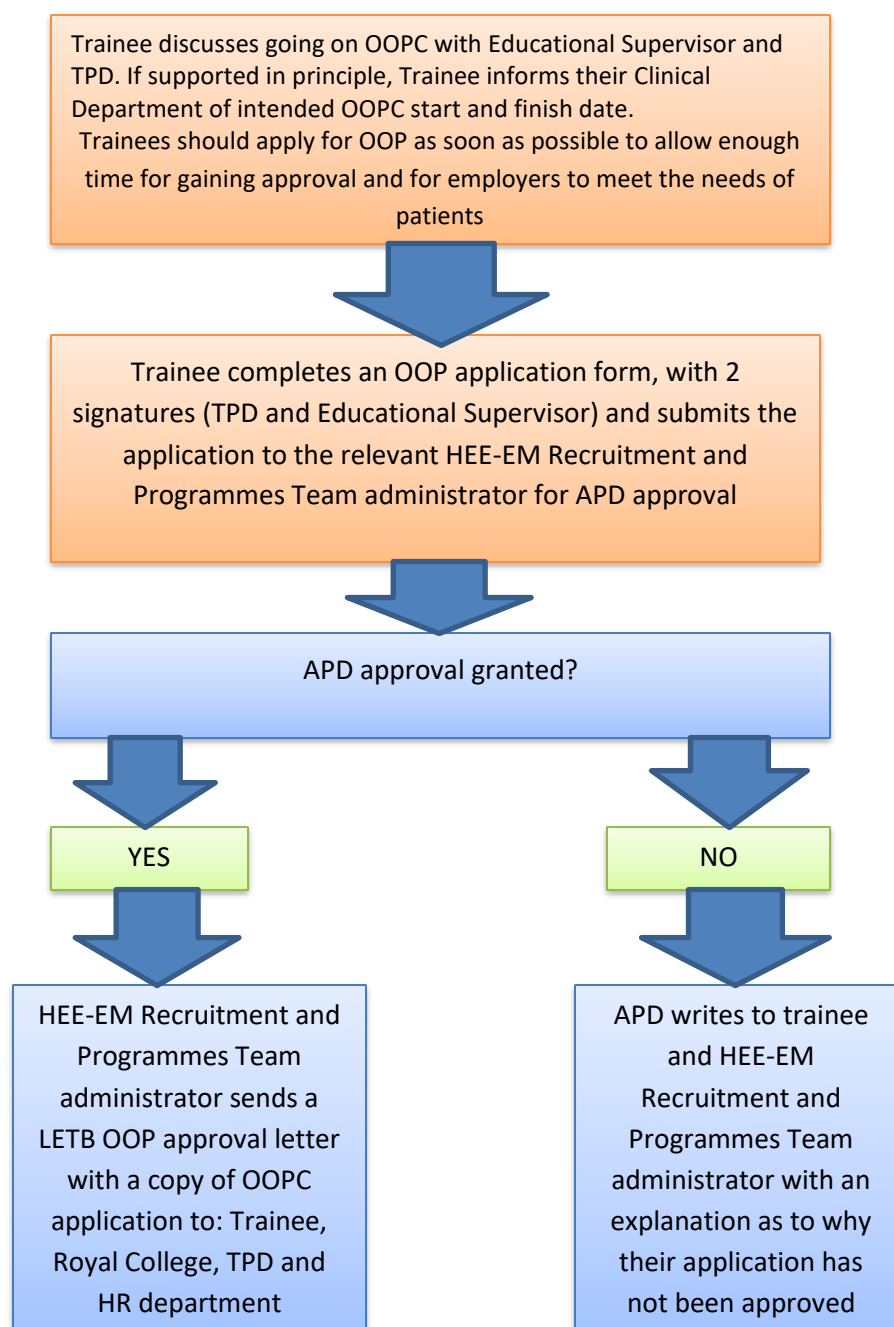 Trainee discusses going on OOPC with Educational Supervisor and
TPD. If supported in principle, Trainee informs their Clinical
Department of intended OOPC start and finish date.
Trainees should apply for OOP as soon as possible to allow enough
time for gaining approval and for employers to meet the needs of
patients
Trainee completes an OOP application form, with 2
signatures (TPD and Educational Supervisor) and submits the
application to the relevant HEE-EM Recruitment and
Programmes Team administrator for APD approval
APD approval granted?
YES
NO
HEE-EM Recruitment and
Programmes Team
administrator sends a
LETB OOP approval letter
with a copy of OOPC
application to: Trainee,
Royal College, TPD and
HR department
APD writes to trainee
and HEE-EM
Recruitment and
Programmes Team
administrator with an
explanation as to why
their application has
not been approved